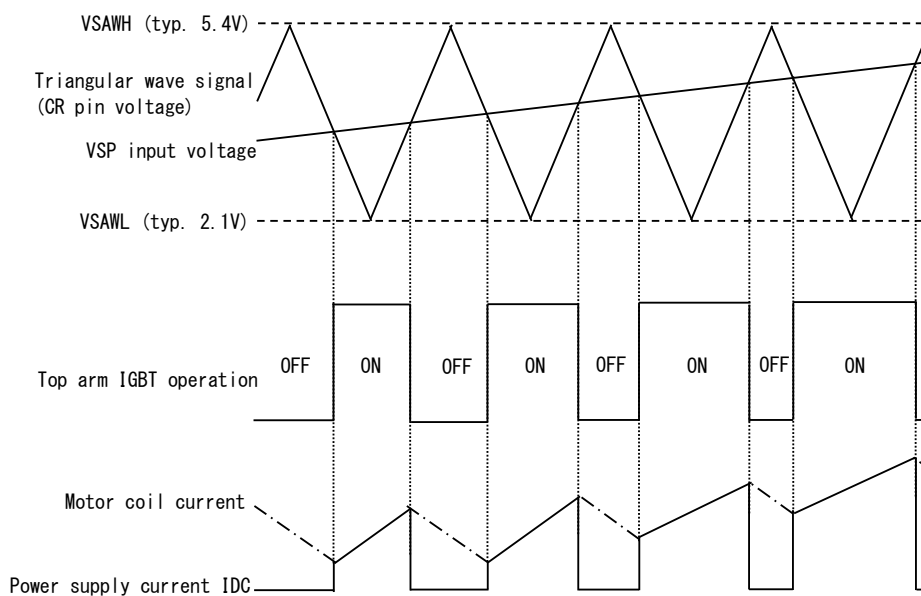 VSAWH (typ. 5.4V)
Triangular wave signal
(CR pin voltage)
VSP input voltage
VSAWL (typ. 2.1V)
OFF
ON
OFF
ON
OFF
ON
OFF
ON
Top arm IGBT operation
Motor coil current
Power supply current IDC